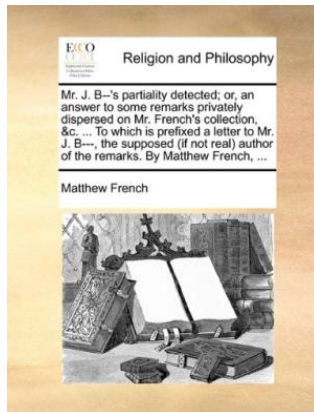 ECCO
Religion and Philosophy
Mr. J. B--'s partiality detected; or, an
answer to some remarks privately
dispersed on Mr. French's collection,
&c. ... To which is prefixed a letter to Mr.
J. B---, the supposed (if not real) author
of the remarks. By Matthew French, ...
Matthew French